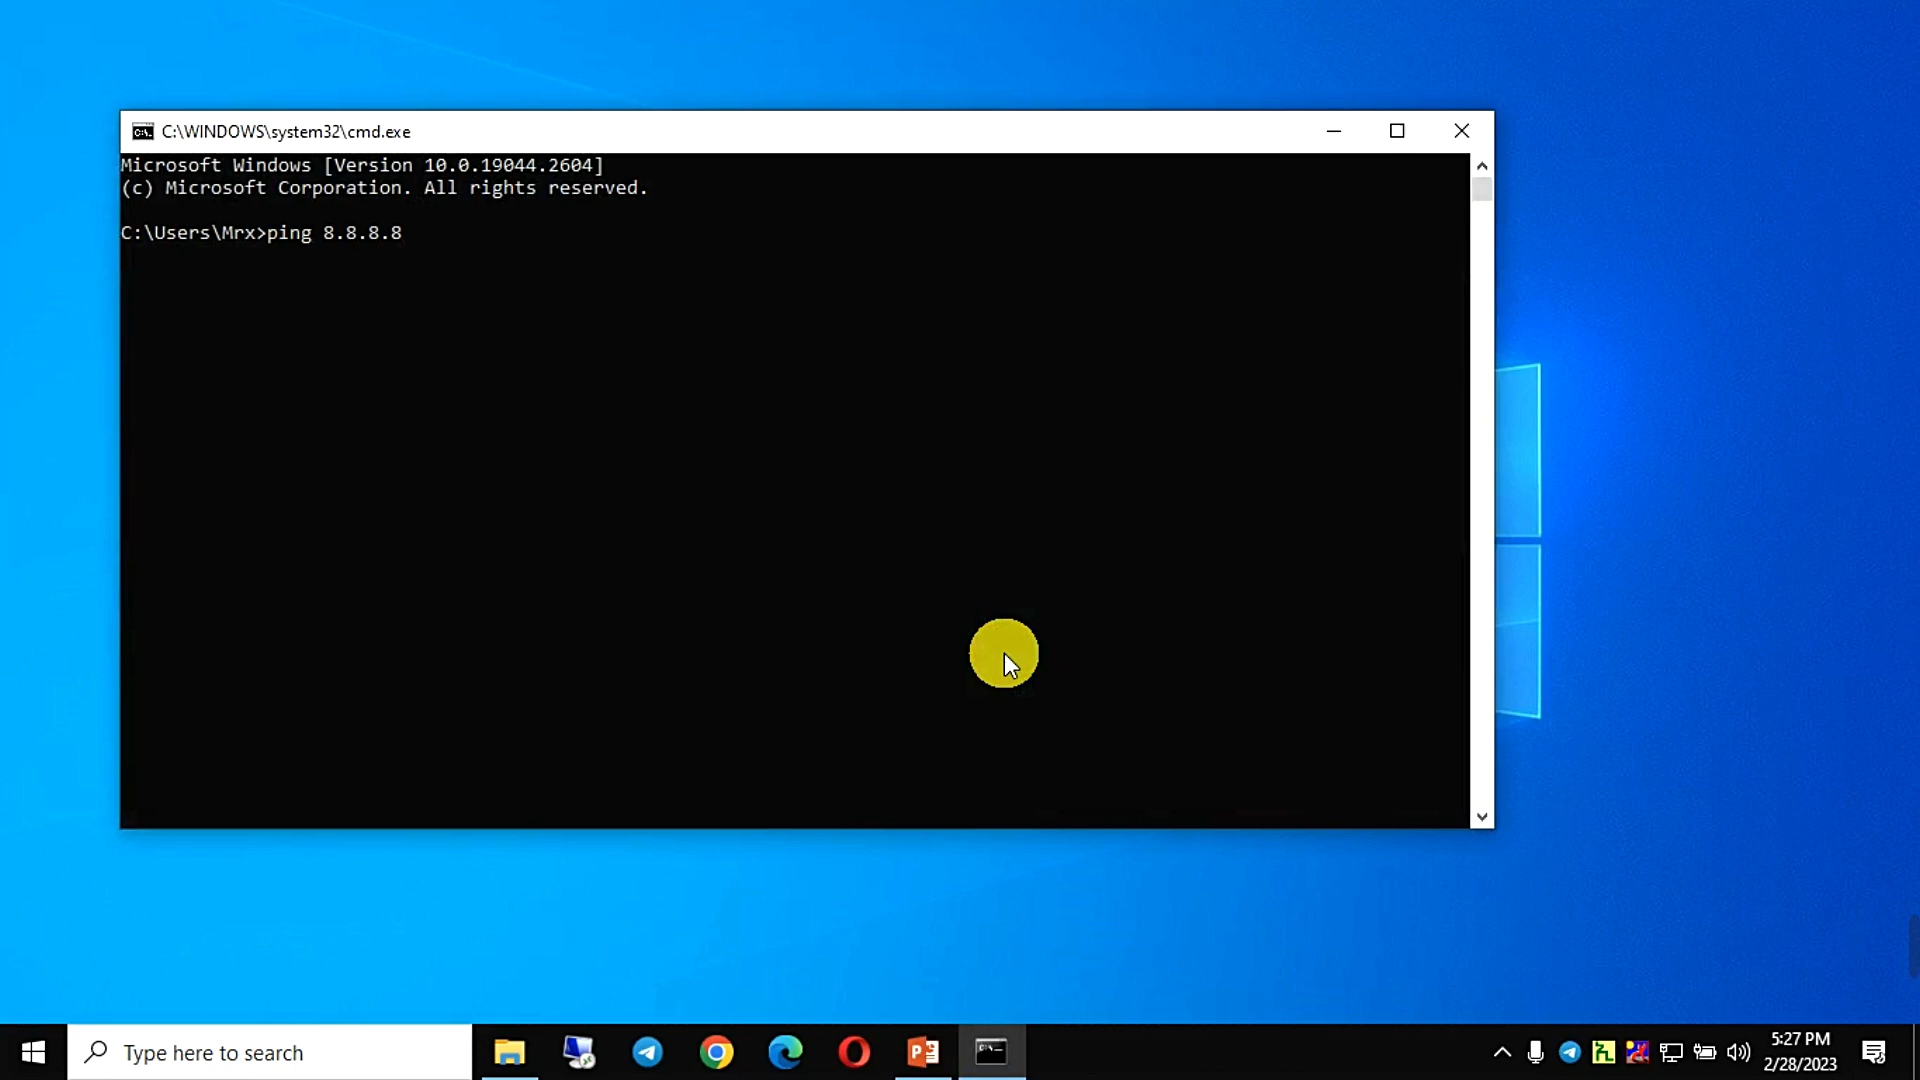 C:\WINDOWS\system32\cmd.exe
Microsoft Windows [Version 10.0.19044.2604]
(c) Microsoft Corporation. All rights reserved.
C:\Users\Mrx>ping 8.8.8.8
Type here to search
5:27 PM
2/28/2023